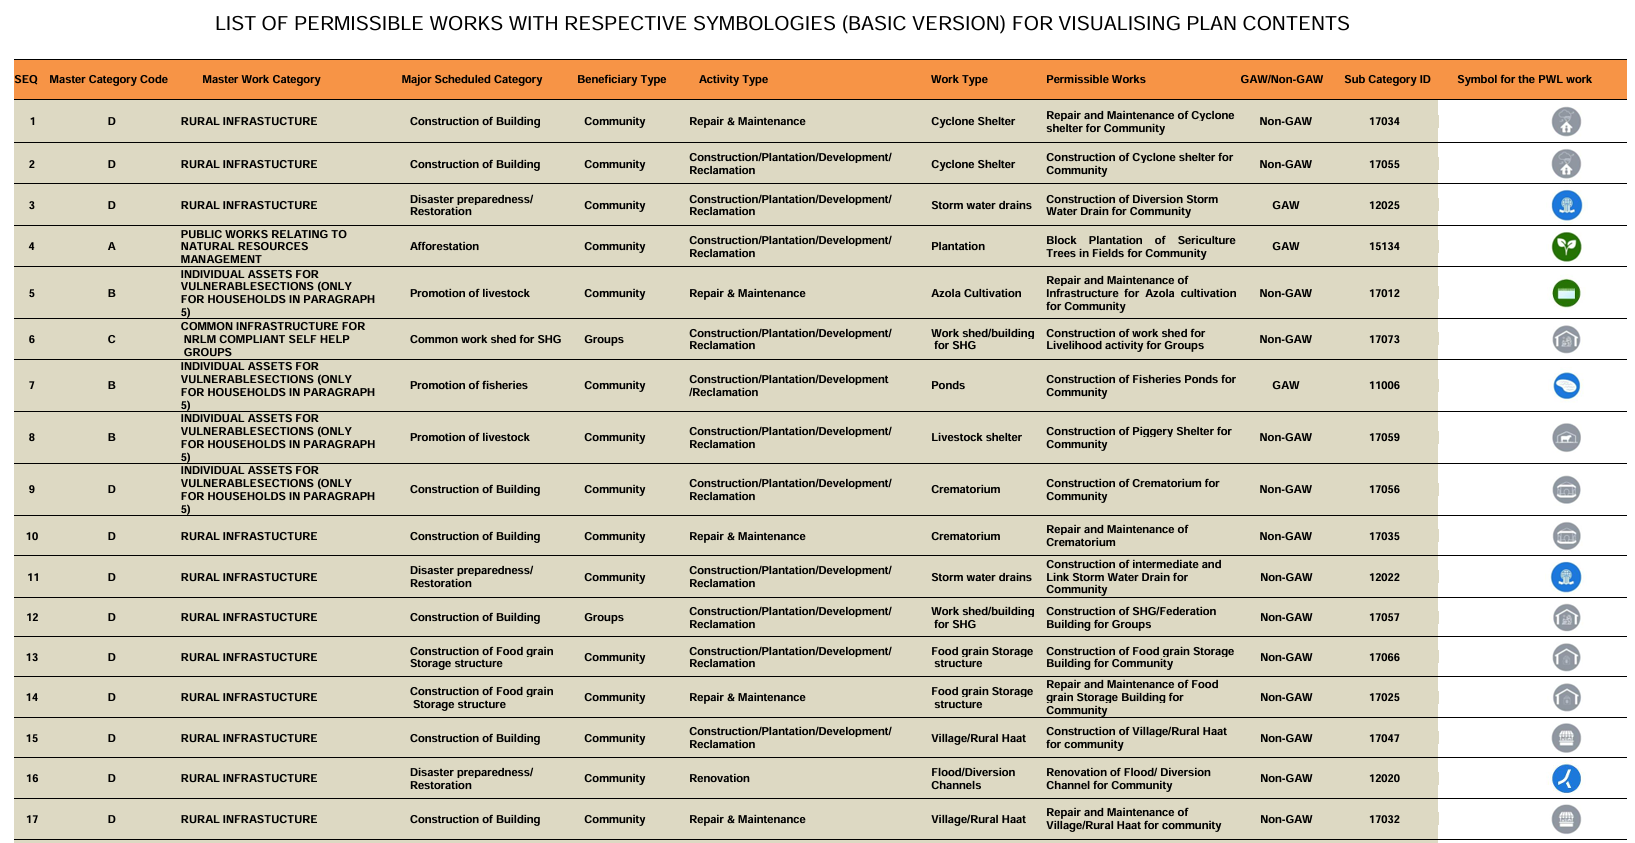 LIST OF PERMISSIBLE WORKS WITH RESPECTIVE SYMBOLOGIES (BASIC VERSION) FOR VISUALISING PLAN CONTENTS
SEQ Master Category Code Master Work Category Major Scheduled Category Beneficiary Type Activity Type Work Type Permissible Works GAW/Non-GAW Sub Category ID Symbol for the PWL work
1 D RURAL INFRASTUCTURE Construction of Building Community Repair & Maintenance Cyclone Shelter Repair and Maintenance of Cyclone
shelter for Community Non-GAW 17034
2 D RURAL INFRASTUCTURE Construction of Building Community Construction/Plantation/Development/
Reclamation Cyclone Shelter Construction of Cyclone shelter for
Community Non-GAW 17055
3 D RURAL INFRASTUCTURE Disaster preparedness/
Restoration Community Construction/Plantation/Development/
Reclamation Storm water drains Construction of Diversion Storm
Water Drain for Community GAW 12025
4 A PUBLIC WORKS RELATING TO
NATURAL RESOURCES
MANAGEMENT Afforestation Community Construction/Plantation/Development/
Reclamation Plantation Block Plantation of Sericulture
Trees in Fields for Community GAW 15134
5 B INDIVIDUAL ASSETS FOR
VULNERABLESECTIONS (ONLY
FOR HOUSEHOLDS IN PARAGRAPH
5) Promotion of livestock Community Repair & Maintenance Azola Cultivation Repair and Maintenance of
Infrastructure for Azola cultivation
for Community Non-GAW 17012
6 C COMMON INFRASTRUCTURE FOR
NRLM COMPLIANT SELF HELP
GROUPS Common work shed for SHG Groups Construction/Plantation/Development/
Reclamation Work shed/building
for SHG Construction of work shed for
Livelihood activity for Groups Non-GAW 17073
7 B INDIVIDUAL ASSETS FOR
VULNERABLESECTIONS (ONLY
FOR HOUSEHOLDS IN PARAGRAPH
5) Promotion of fisheries Community Construction/Plantation/Development
/Reclamation Ponds Construction of Fisheries Ponds for
Community GAW 11006
8 B INDIVIDUAL ASSETS FOR
VULNERABLESECTIONS (ONLY
FOR HOUSEHOLDS IN PARAGRAPH
5) Promotion of livestock Community Construction/Plantation/Development/
Reclamation Livestock shelter Construction of Piggery Shelter for
Community Non-GAW 17059
9 D INDIVIDUAL ASSETS FOR
VULNERABLESECTIONS (ONLY
FOR HOUSEHOLDS IN PARAGRAPH
5) Construction of Building Community Construction/Plantation/Development/
Reclamation Crematorium Construction of Crematorium for
Community Non-GAW 17056
10 D RURAL INFRASTUCTURE Construction of Building Community Repair & Maintenance Crematorium Repair and Maintenance of
Crematorium Non-GAW 17035
11 D RURAL INFRASTUCTURE Disaster preparedness/
Restoration Community Construction/Plantation/Development/
Reclamation Storm water drains Construction of intermediate and
Link Storm Water Drain for
Community Non-GAW 12022
12 D RURAL INFRASTUCTURE Construction of Building Groups Construction/Plantation/Development/
Reclamation Work shed/building
for SHG Construction of SHG/Federation
Building for Groups Non-GAW 17057
13 D RURAL INFRASTUCTURE Construction of Food grain
Storage structure Community Construction/Plantation/Development/
Reclamation Food grain Storage
structure Construction of Food grain Storage
Building for Community Non-GAW 17066
14 D RURAL INFRASTUCTURE Construction of Food grain
Storage structure Community Repair & Maintenance Food grain Storage
structure Repair and Maintenance of Food
grain Storage Building for
Community Non-GAW 17025
15 D RURAL INFRASTUCTURE Construction of Building Community Construction/Plantation/Development/
Reclamation Village/Rural Haat Construction of Village/Rural Haat
for community Non-GAW 17047
16 D RURAL INFRASTUCTURE Disaster preparedness/
Restoration Community Renovation Flood/Diversion
Channels Renovation of Flood/ Diversion
Channel for Community Non-GAW 12020
17 D RURAL INFRASTUCTURE Construction of Building Community Repair & Maintenance Village/Rural Haat Repair and Maintenance of
Village/Rural Haat for community Non-GAW 17032